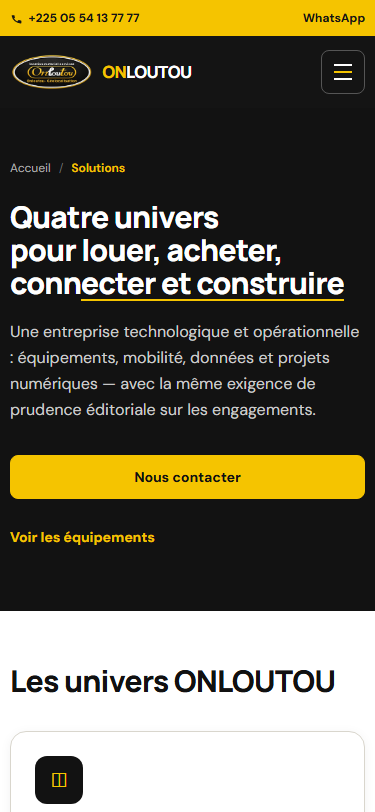 +225 05 54 13 77 77
WhatsApp
Onloutou
ONLOUTOU
Accueil / Solutions
Quatre univers
pour louer, acheter,
connecter et construire
Une entreprise technologique et opérationnelle
: équipements, mobilité, données et projets
numériques — avec la même exigence de
prudence éditoriale sur les engagements.
Nous contacter
Voir les équipements
Les univers ONLOUTOU